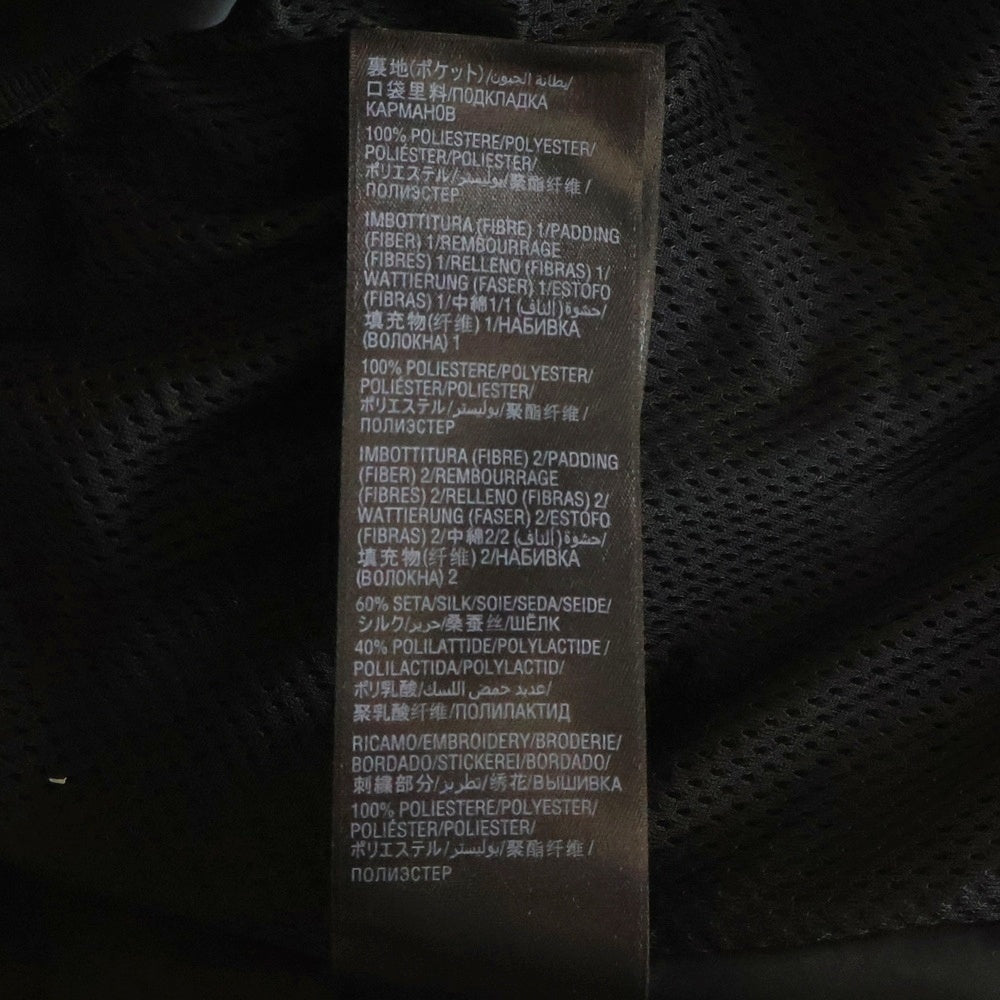 裏地(ポケット)/بطانة الجيوب/
口袋里料/ПОДКЛАДКА
КАРМАНОВ
100% POLIESTERE/POLYESTER/
POLIÉSTER/POLIESTER/
ポリエステル/بوليستر/聚酯纤维/
ПОЛИЭСТЕР
IMBOTTITURA (FIBRE) 1/PADDING
(FIBER) 1/REMBOURRAGE
(FIBRES) 1/RELLENO (FIBRAS) 1/
WATTIERUNG (FASER) 1/ESTOFO
(FIBRAS) 1/中綿1/1 (الياف) حشوة/
填充物(纤维) 1/НАБИВКА
(ВОЛОКНА) 1
100% POLIESTERE/POLYESTER/
POLIÉSTER/POLIESTER/
ポリエステル/بوليستر/聚酯纤维/
ПОЛИЭСТЕР
IMBOTTITURA (FIBRE) 2/PADDING
(FIBER) 2/REMBOURRAGE
(FIBRES) 2/RELLENO (FIBRAS) 2/
WATTIERUNG (FASER) 2/ESTOFO
(FIBRAS) 2/中綿2/2 (الياف) حشوة/
填充物(纤维) 2/НАБИВКА
(ВОЛОКНА) 2
60% SETA/SILK/SOIE/SEDA/SEIDE/
シルク/حرير/桑蚕丝/ШЁЛК
40% POLILATTIDE/POLYLACTIDE/
POLILACTIDA/POLYLACTID/
ポリ乳酸/عديد حمض اللبنيك/
聚乳酸纤维/ПОЛИЛАКТИД
RICAMO/EMBROIDERY/BRODERIE/
BORDADO/STICKEREI/BORDADO/
刺繍部分/تطريز/绣花/ВЫШИВКА
100% POLIESTERE/POLYESTER/
POLIÉSTER/POLIESTER/
ポリエステル/بوليستر/聚酯纤维/
ПОЛИЭСТЕР